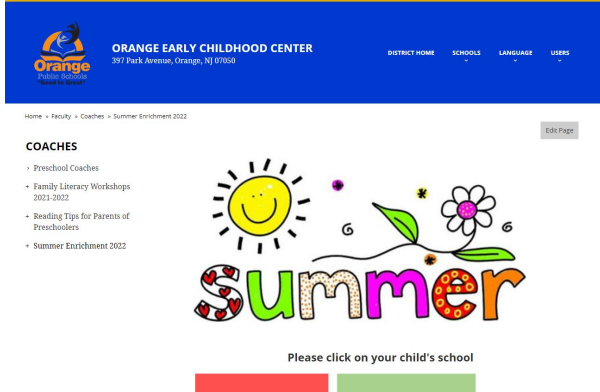 Orange
Public Schools
ORANGE EARLY CHILDHOOD CENTER
397 Park Avenue, Orange, NJ 07050
DISTRICT HOME SCHOOLS LANGUAGE USERS
Home » Faculty » Coaches » Summer Enrichment 2022
Edit Page
COACHES
› Preschool Coaches
+ Family Literacy Workshops
2021-2022
+ Reading Tips for Parents of
Preschoolers
+ Summer Enrichment 2022
Summer
Please click on your child's school